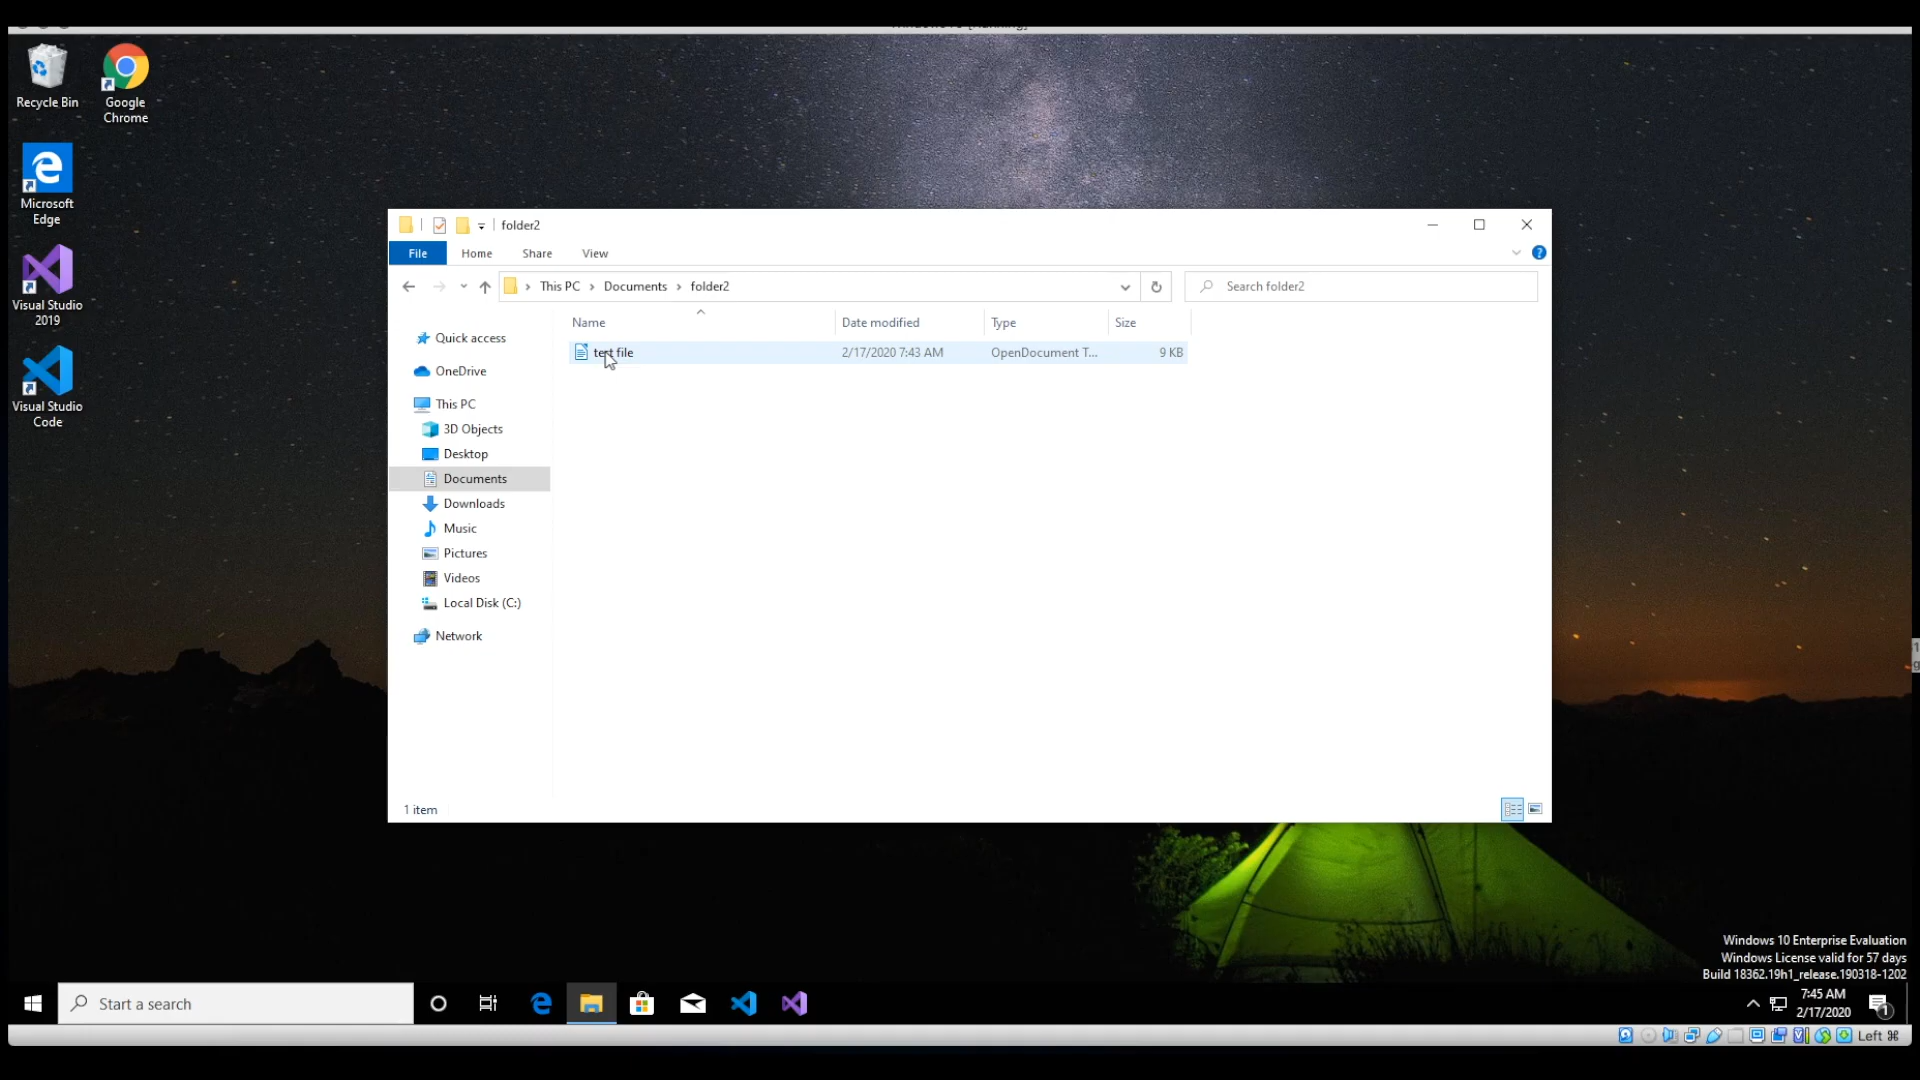 Recycle Bin
Google
Chrome
Microsoft
Edge
Visual Studio
2019
Visual Studio
Code
folder2
File
Home
Share
View
This PC
Documents
folder2
Search folder2
Name
Date modified
Type
Size
test file
2/17/2020 7:43 AM
OpenDocument T...
9 KB
Quick access
OneDrive
This PC
3D Objects
Desktop
Documents
Downloads
Music
Pictures
Videos
Local Disk (C:)
Network
1 item
Windows 10 Enterprise Evaluation
Windows License valid for 57 days
Build 18362.19h1_release.190318-1202
Start a search
7:45 AM
2/17/2020
1
Left ⌘